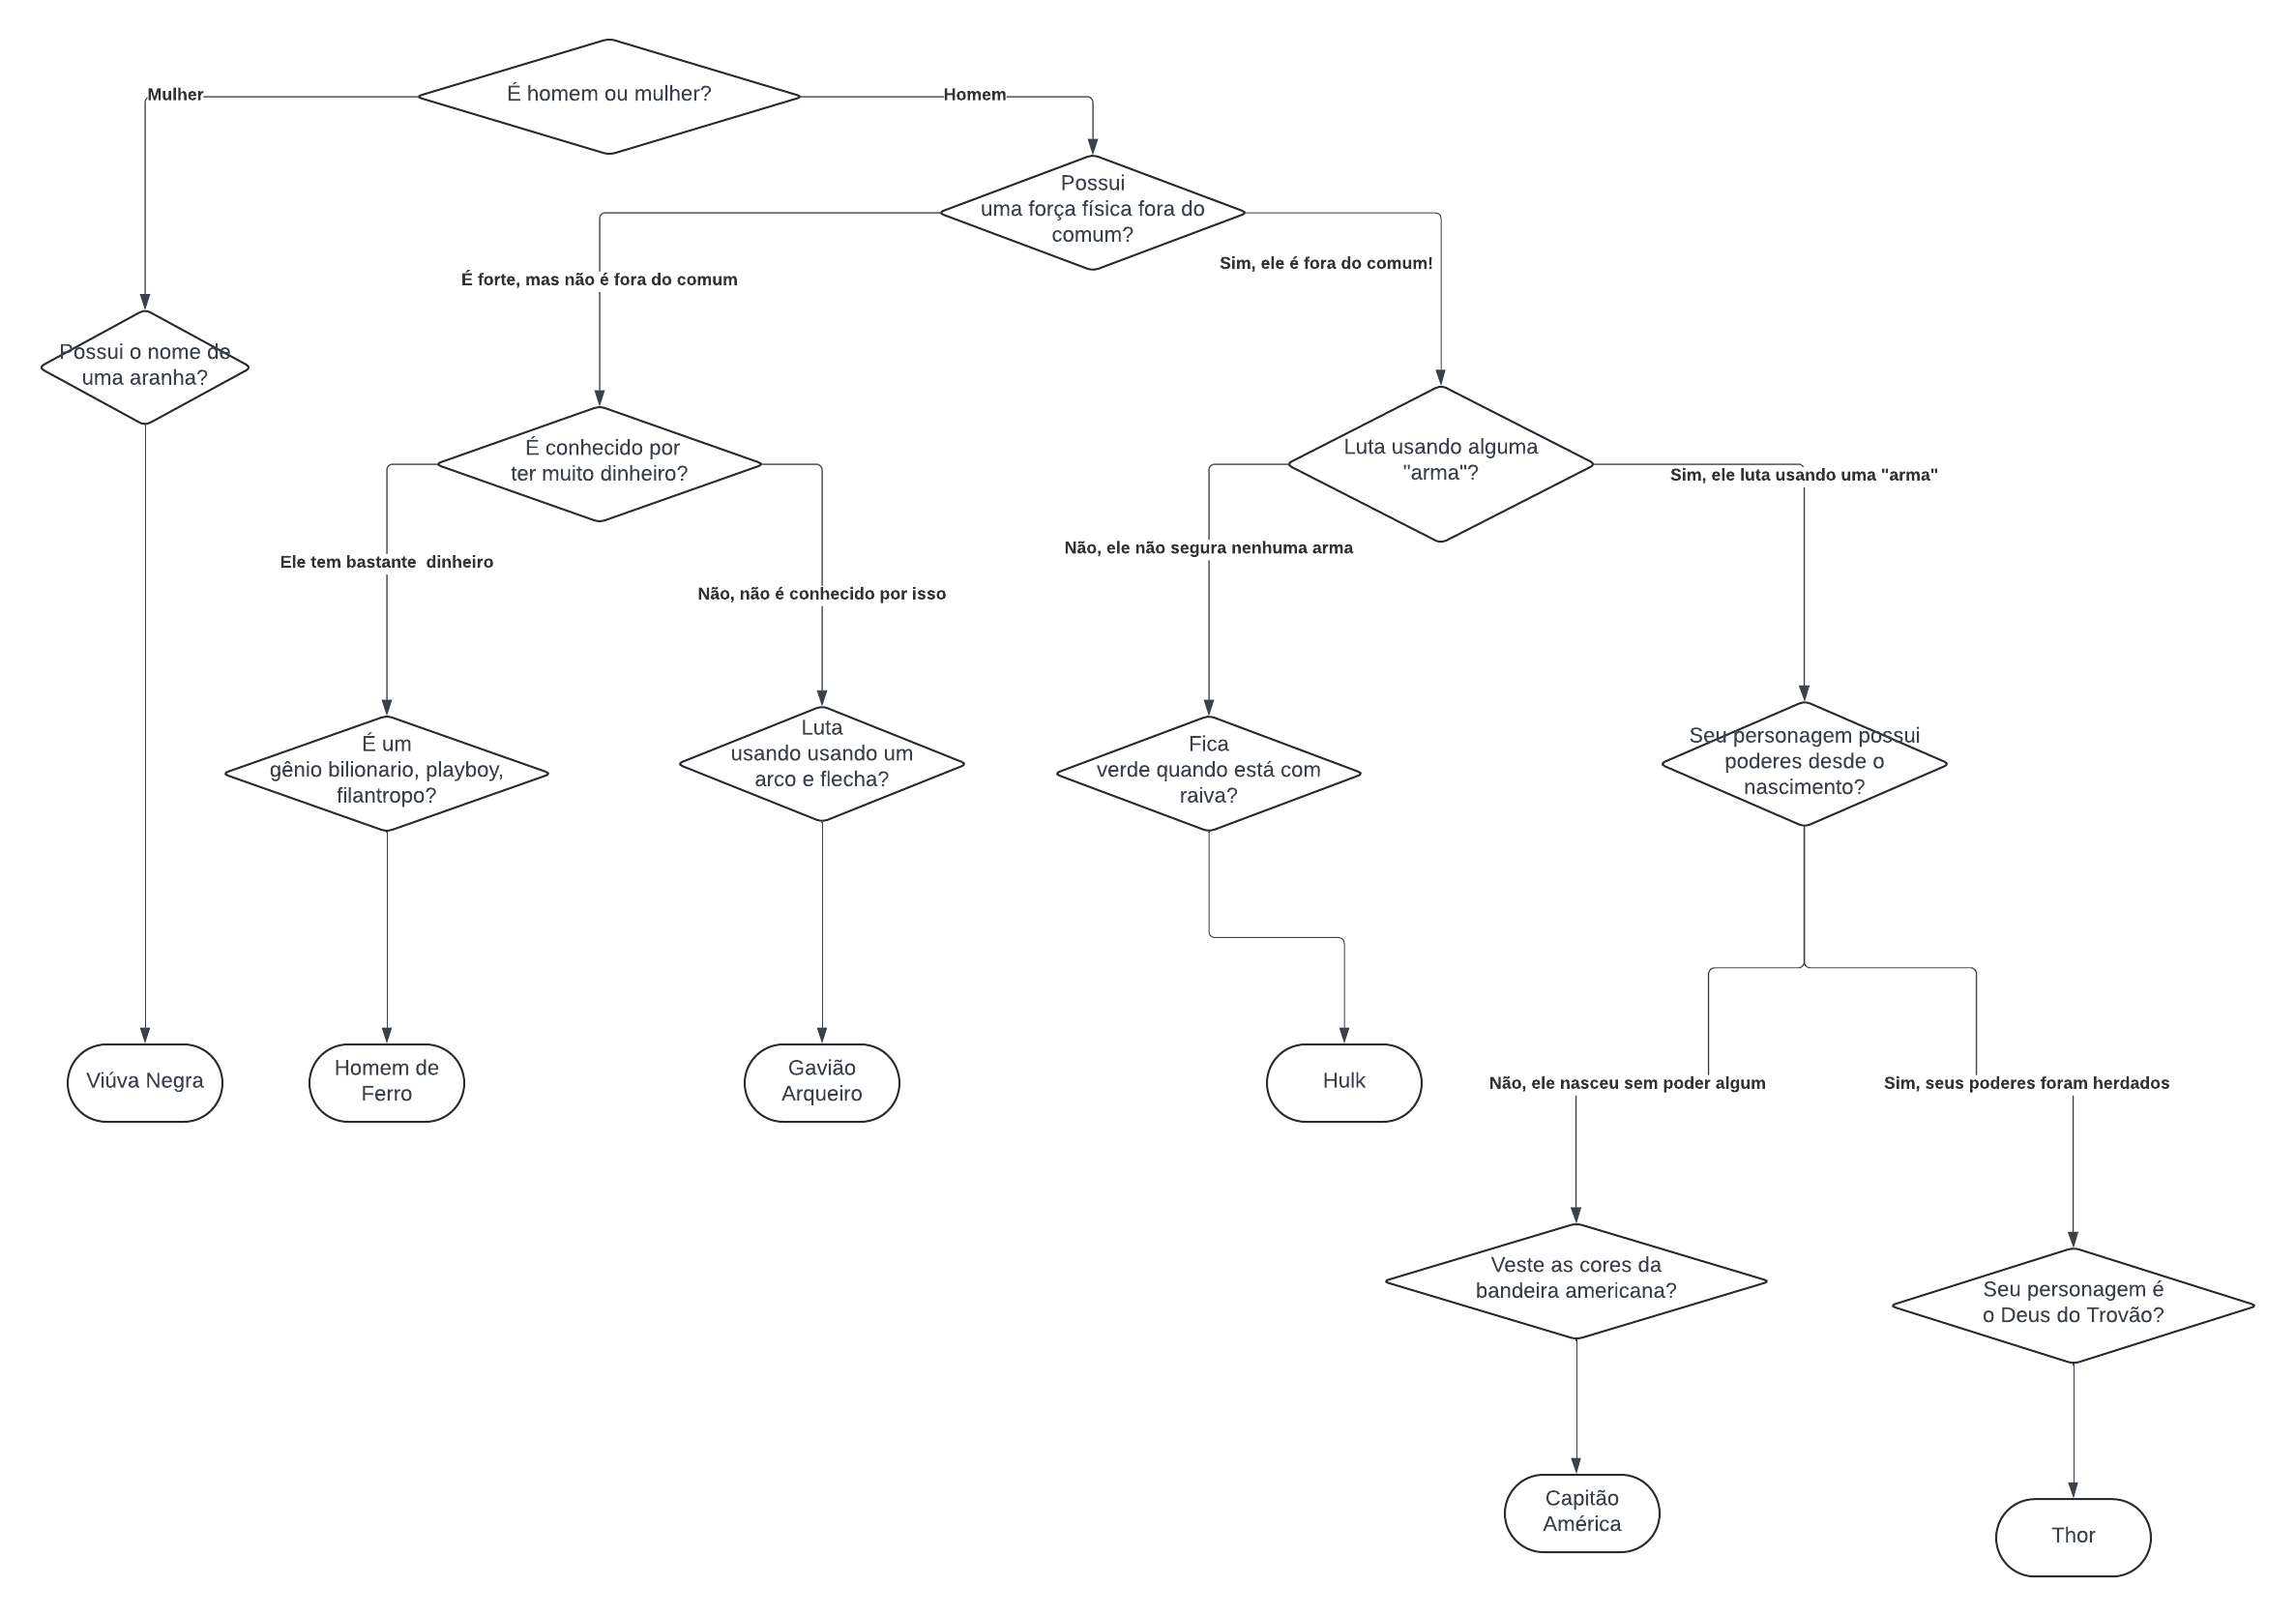 É homem ou mulher?
Mulher
Homem
Possui
uma força física fora do
comum?
É forte, mas não é fora do comum
Sim, ele é fora do comum!
Possui o nome de
uma aranha?
É conhecido por
ter muito dinheiro?
Luta usando alguma
"arma"?
Sim, ele luta usando uma "arma"
Ele tem bastante  dinheiro
Não, não é conhecido por isso
Não, ele não segura nenhuma arma
É um
gênio bilionario, playboy,
filantropo?
Luta
usando usando um
arco e flecha?
Fica
verde quando está com
raiva?
Seu personagem possui
poderes desde o
nascimento?
Viúva Negra
Homem de
Ferro
Gavião
Arqueiro
Hulk
Não, ele nasceu sem poder algum
Sim, seus poderes foram herdados
Veste as cores da
bandeira americana?
Seu personagem é
o Deus do Trovão?
Capitão
América
Thor